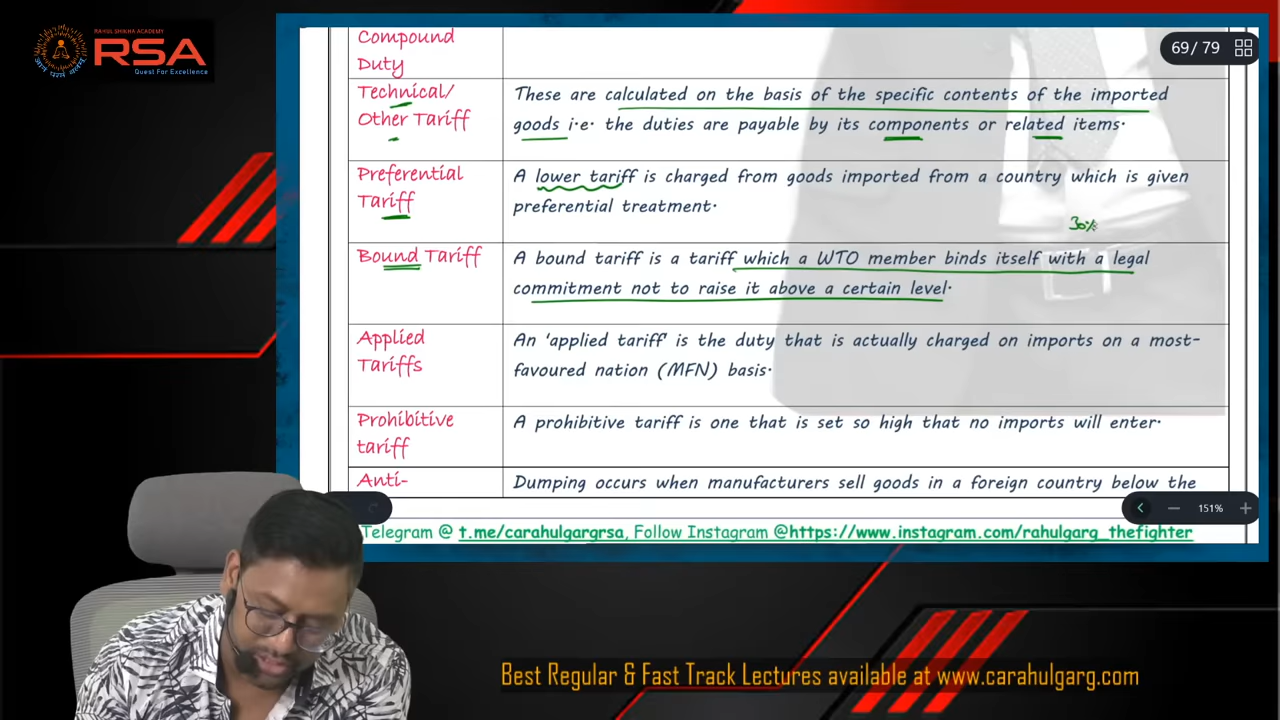 RAHUL SHIKHA ACADEMY
RSA
Quest For Excellence
69 / 79
Compound
Duty
Technical/
Other Tariff
These are calculated on the basis of the specific contents of the imported
goods i.e. the duties are payable by its components or related items.
Preferential
Tariff
A lower tariff is charged from goods imported from a country which is given
preferential treatment.
30%
Bound Tariff
A bound tariff is a tariff which a WTO member binds itself with a legal
commitment not to raise it above a certain level.
Applied
Tariffs
An 'applied tariff' is the duty that is actually charged on imports on a most-
favoured nation (MFN) basis.
Prohibitive
tariff
A prohibitive tariff is one that is set so high that no imports will enter.
Anti-
Dumping occurs when manufacturers sell goods in a foreign country below the
151%
Telegram @ t.me/carahulgargrsa, Follow Instagram @https://www.instagram.com/rahulgarg_thefighter
Best Regular & Fast Track Lectures available at www.carahulgarg.com